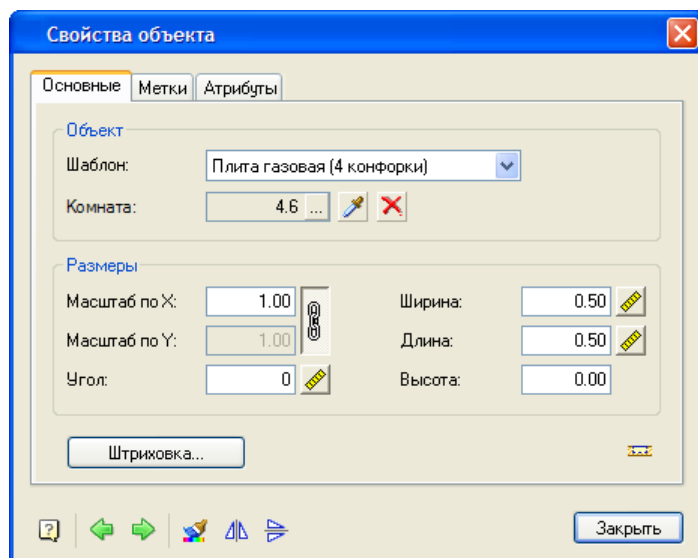 Свойства объекта
Основные Метки Атрибуты
Объект
Шаблон: Плита газовая (4 конфорки)
Комната: 4.6 ...
Размеры
Масштаб по X: 1.00 Ширина: 0.50
Масштаб по Y: 1.00 Длина: 0.50
Угол: 0 Высота: 0.00
Штриховка...
Закрыть